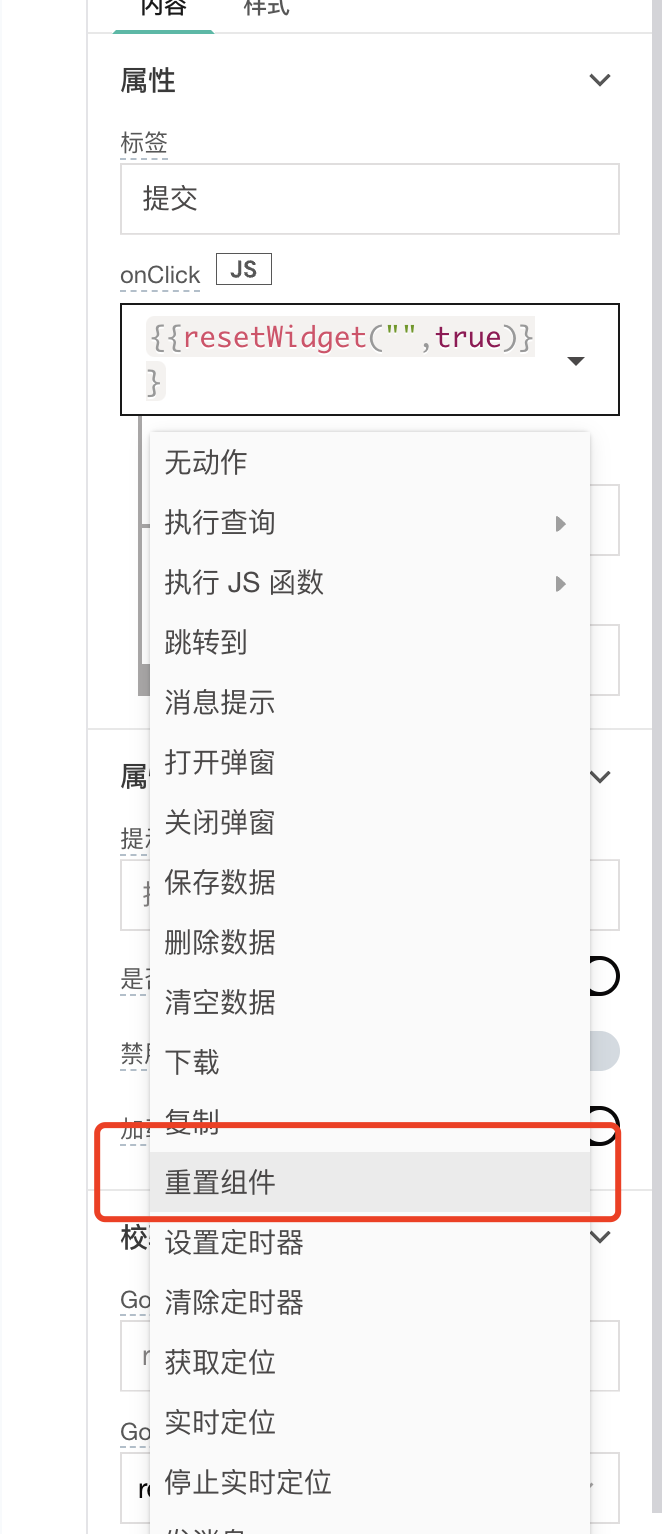 内容 样式
属性
标签
提交
onClick JS
{{resetWidget("",true)}
}
无动作
执行查询
执行 JS 函数
跳转到
消息提示
打开弹窗
属
关闭弹窗
提
保存数据
删除数据
是
清空数据
禁
下载
复制
重置组件
校
设置定时器
Go
清除定时器
获取定位
实时定位
Go
停止实时定位
re
发消息